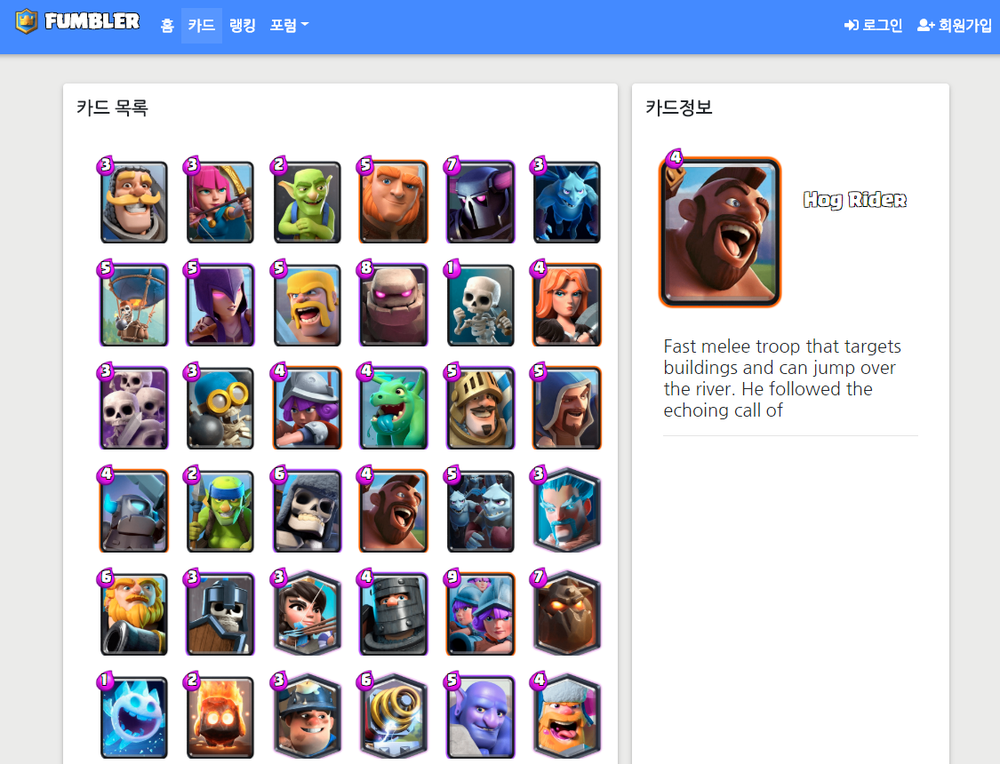 FUMBLER 홈 카드 랭킹 포럼 로그인 회원가입
카드 목록
3 3 2 5 7 3
5 5 5 8 1 4
3 3 4 4 5 5
4 2 6 4 5 3
6 3 3 4 9 7
1 2 3 6 5 4
카드정보
4
Hog Rider
Fast melee troop that targets
buildings and can jump over
the river. He followed the
echoing call of